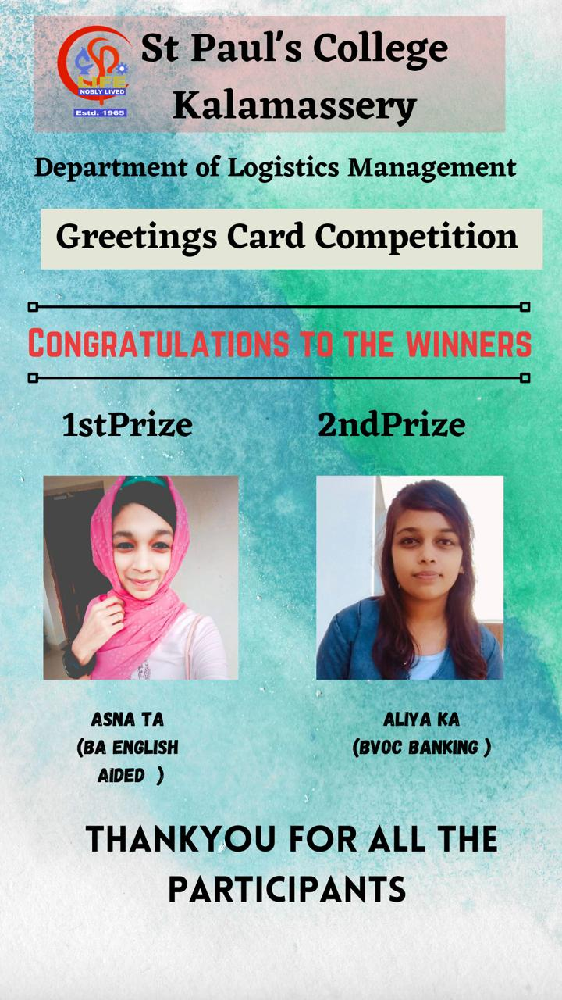 St Paul's College
Kalamassery
LIFE
NOBLY LIVED
Estd. 1965
Department of Logistics Management
Greetings Card Competition
CONGRATULATIONS TO THE WINNERS
1stPrize
2ndPrize
ASNA TA
(BA ENGLISH
AIDED )
ALIYA KA
(BVOC BANKING )
THANKYOU FOR ALL THE
PARTICIPANTS